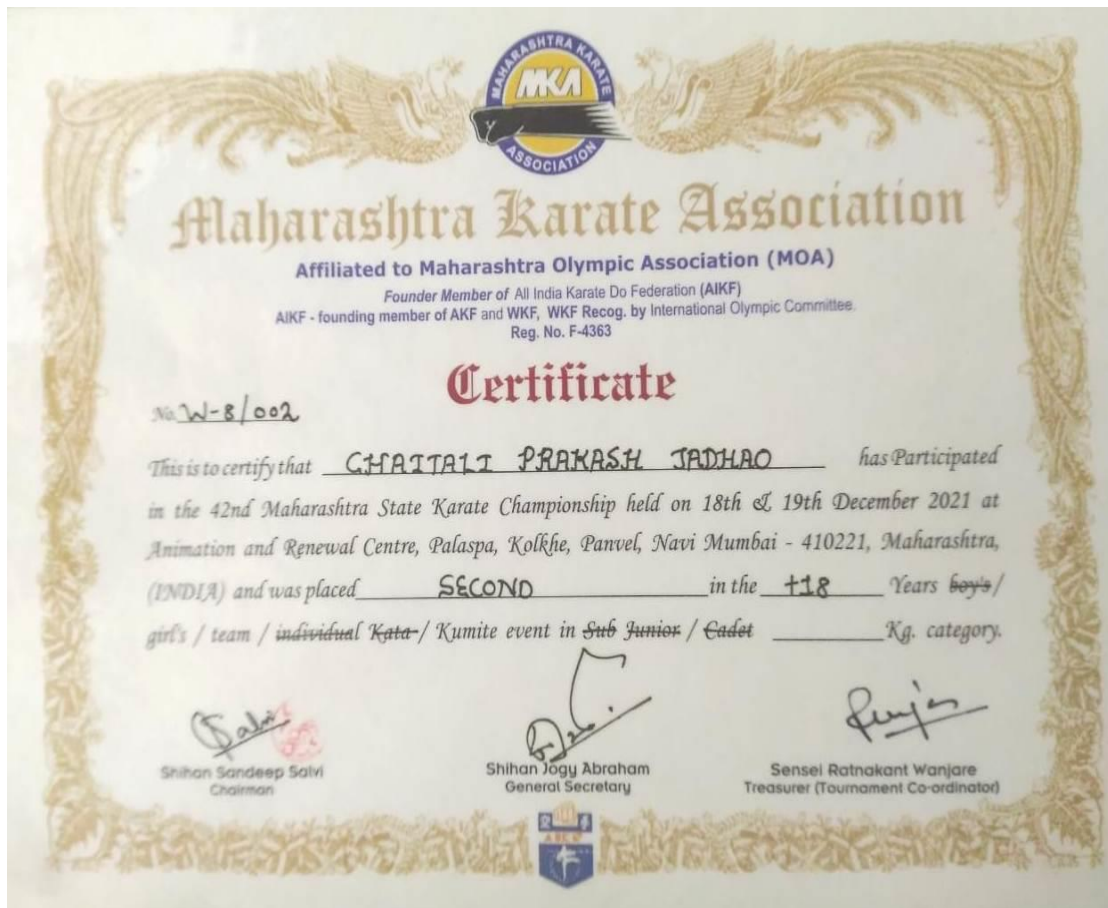 MAHARASHTRA KARATE
MKA
ASSOCIATION
Maharashtra Karate Association
Affiliated to Maharashtra Olympic Association (MOA)
Founder Member of All India Karate Do Federation (AIKF)
AIKF - founding member of AKF and WKF, WKF Recog. by International Olympic Committee.
Reg. No. F-4363
Certificate
No. W-8/002
This is to certify that CHAITALI PRAKASH JADHAO has Participated
in the 42nd Maharashtra State Karate Championship held on 18th & 19th December 2021 at
Animation and Renewal Centre, Palaspa, Kolkhe, Panvel, Navi Mumbai - 410221, Maharashtra,
(INDIA) and was placed SECOND in the +18 Years boy's /
girl's / team / individual Kata / Kumite event in Sub Junior / Cadet ________ Kg. category.
Shihan Sandeep Salvi
Chairman
Shihan Jogy Abraham
General Secretary
Sensei Ratnakant Wanjare
Treasurer (Tournament Co-ordinator)